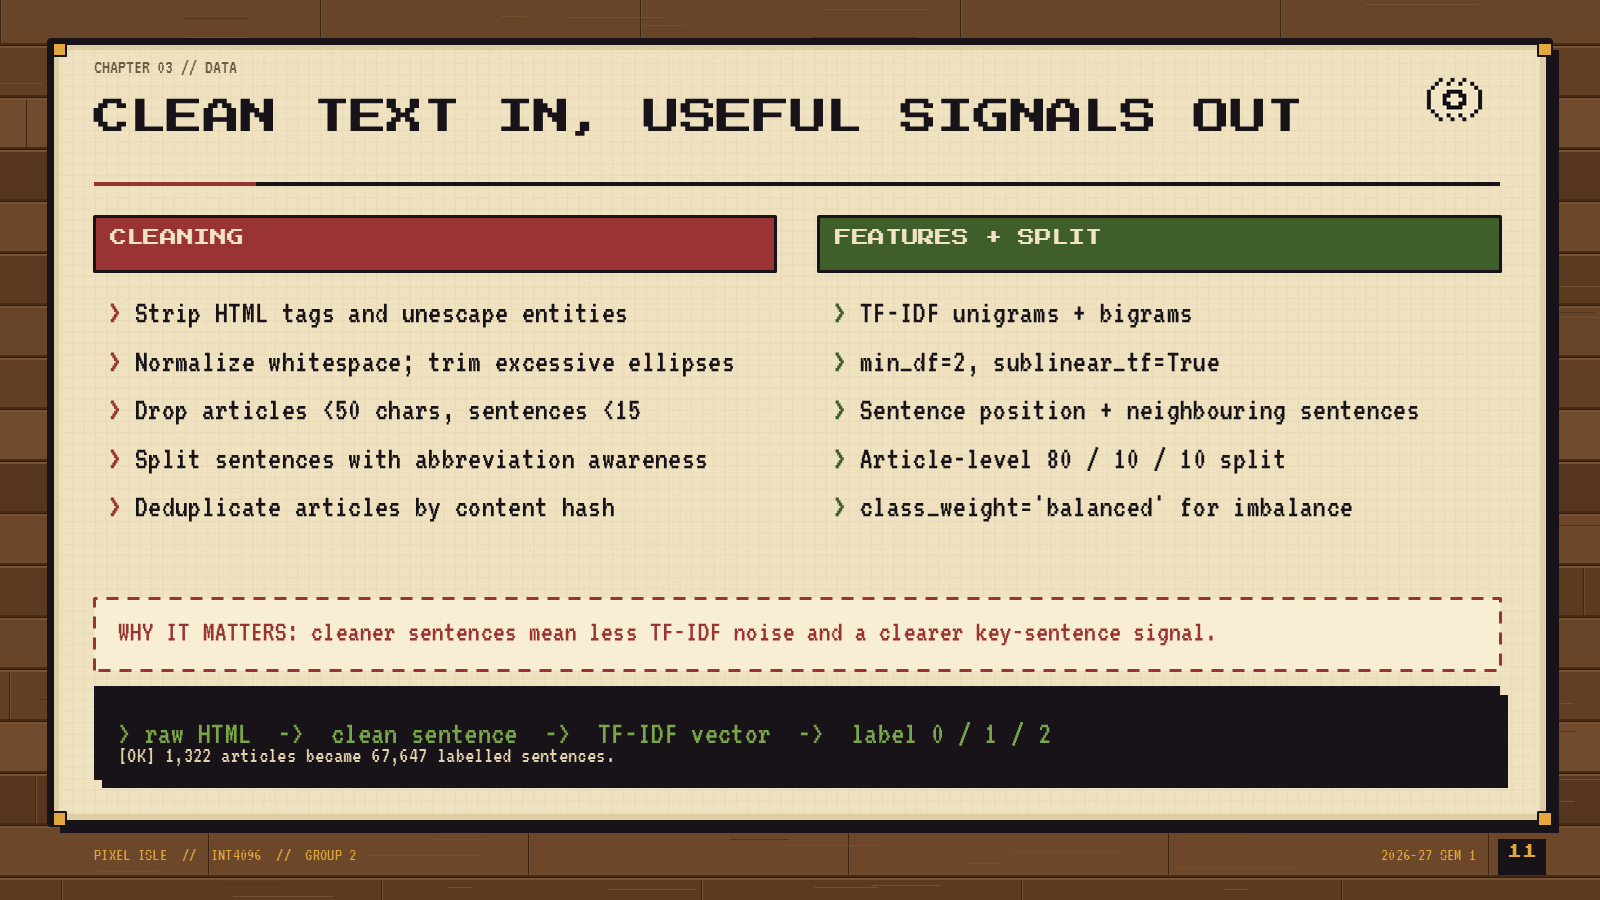 CHAPTER 03 // DATA
CLEAN TEXT IN, USEFUL SIGNALS OUT
CLEANING
› Strip HTML tags and unescape entities
› Normalize whitespace; trim excessive ellipses
› Drop articles <50 chars, sentences <15
› Split sentences with abbreviation awareness
› Deduplicate articles by content hash
FEATURES + SPLIT
› TF-IDF unigrams + bigrams
› min_df=2, sublinear_tf=True
› Sentence position + neighbouring sentences
› Article-level 80 / 10 / 10 split
› class_weight='balanced' for imbalance
WHY IT MATTERS: cleaner sentences mean less TF-IDF noise and a clearer key-sentence signal.
> raw HTML -> clean sentence -> TF-IDF vector -> label 0 / 1 / 2
[OK] 1,322 articles became 67,647 labelled sentences.
PIXEL ISLE // INT4096 // GROUP 2
2026-27 SEM 1
11